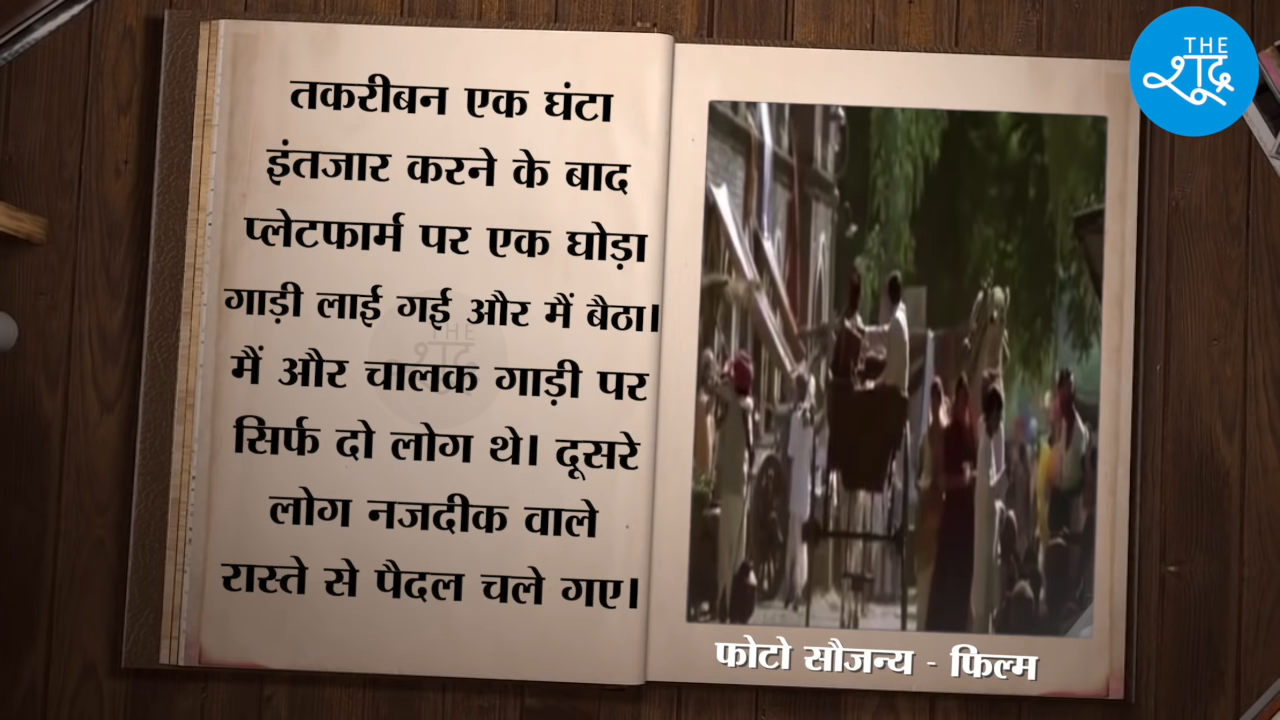 तकरीबन एक घंटा
इंतजार करने के बाद
प्लेटफार्म पर एक घोड़ा
गाड़ी लाई गई और मैं बैठा।
मैं और चालक गाड़ी पर
सिर्फ दो लोग थे। दूसरे
लोग नजदीक वाले
रास्ते से पैदल चले गए।
फोटो सौजन्य - फिल्म
THE
शूद्र
THE
शूद्र